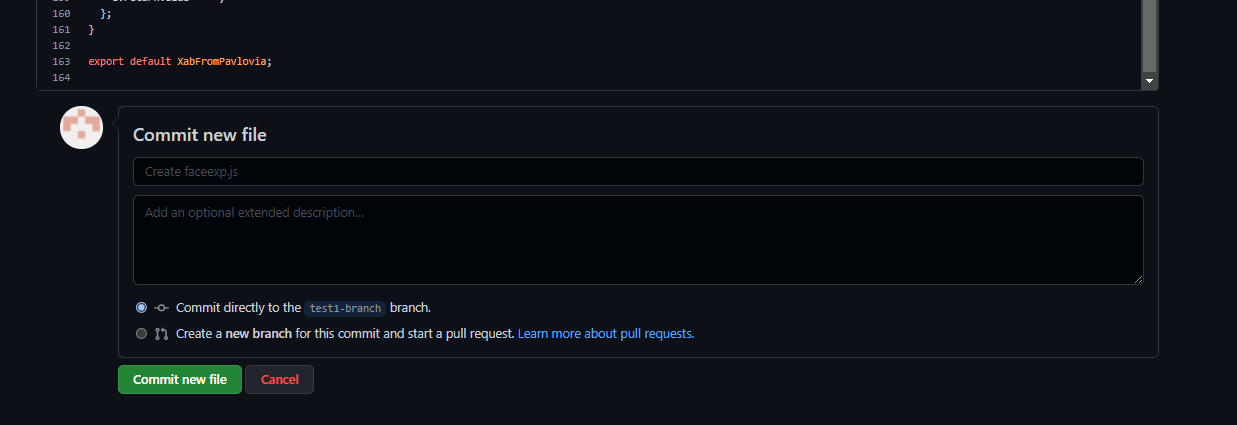 160 };
161 }
162
163 export default XabFromPavlovia;
164
Commit new file
Create faceexp.js
Add an optional extended description...
Commit directly to the test1-branch branch.
Create a new branch for this commit and start a pull request. Learn more about pull requests.
Commit new file Cancel